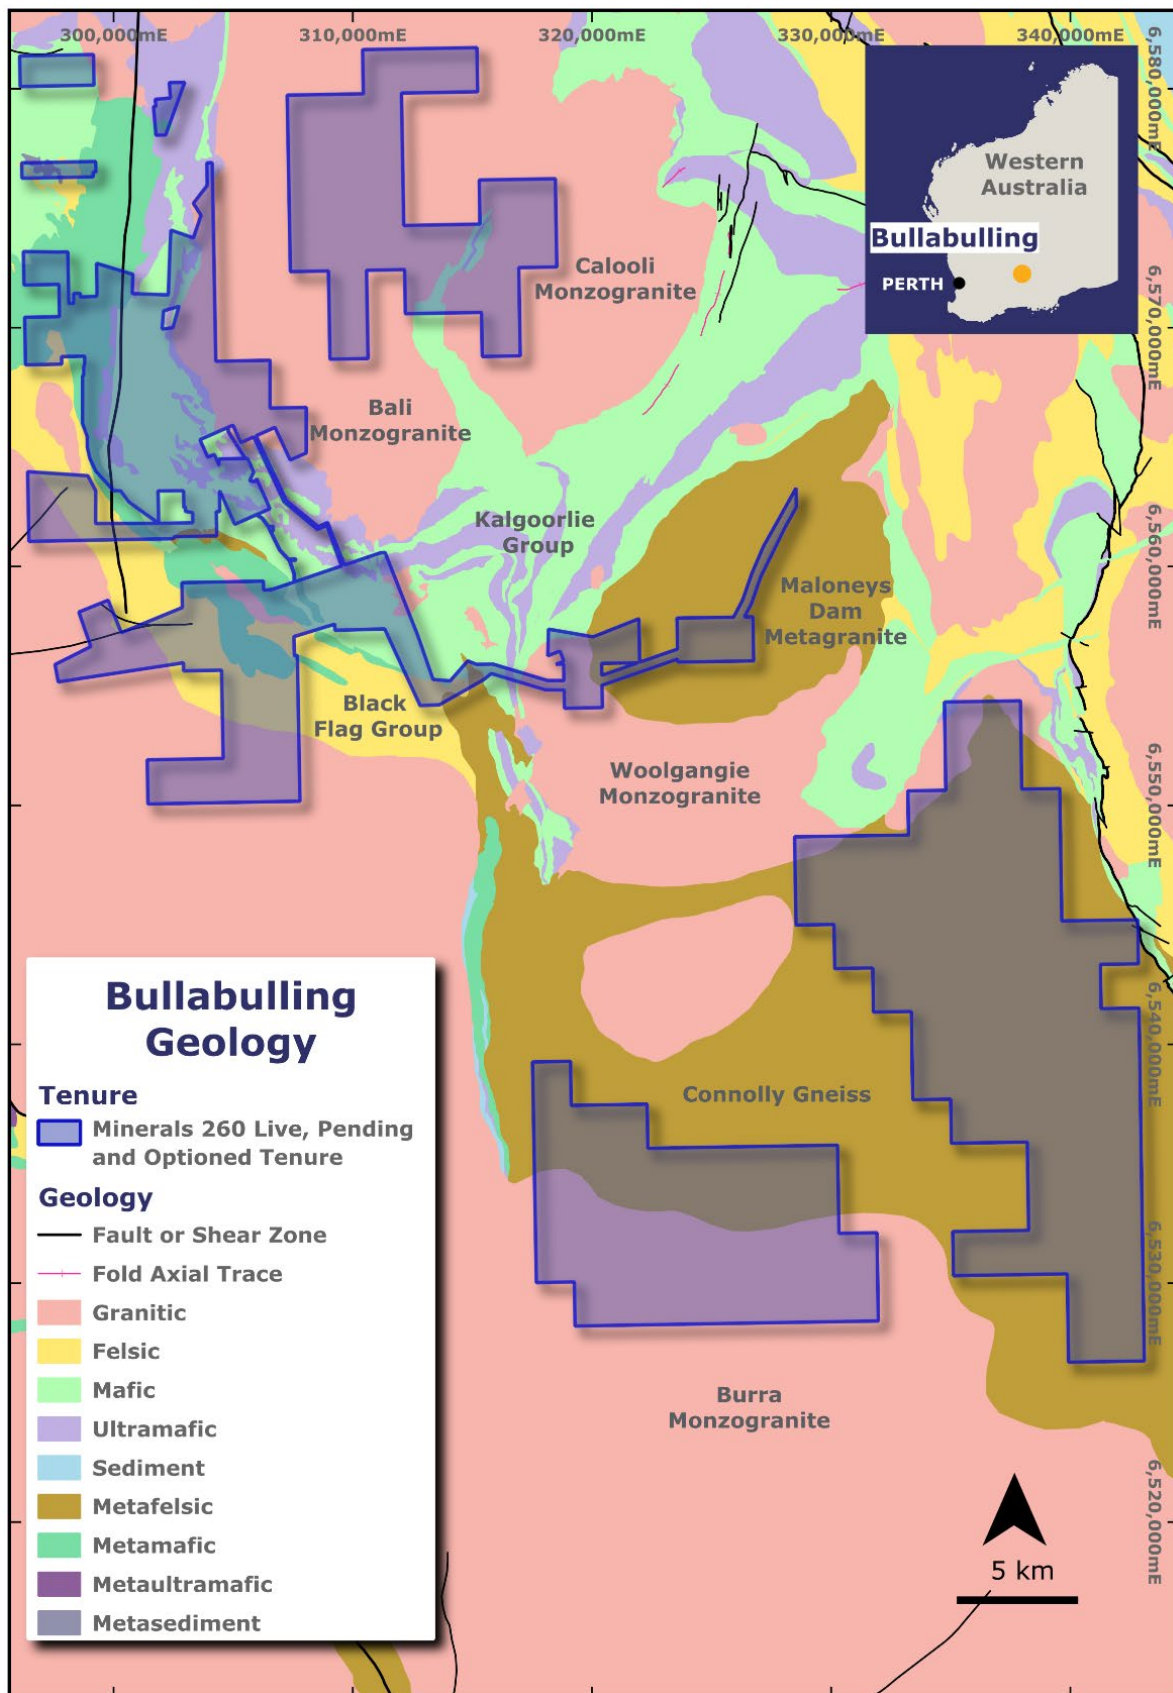 300,000mE
310,000mE
320,000mE
330,000mE
340,000mE
6,580,000mE
6,570,000mE
6,560,000mE
6,550,000mE
6,540,000mE
6,530,000mE
6,520,000mE
Western
Australia
Bullabulling
PERTH
Calooli
Monzogranite
Bali
Monzogranite
Kalgoorlie
Group
Maloneys
Dam
Metagranite
Black
Flag Group
Woolgangie
Monzogranite
Connolly Gneiss
Burra
Monzogranite
Bullabulling
Geology
Tenure
Minerals 260 Live, Pending
and Optioned Tenure
Geology
Fault or Shear Zone
Fold Axial Trace
Granitic
Felsic
Mafic
Ultramafic
Sediment
Metafelsic
Metamafic
Metaultramafic
Metasediment
5 km